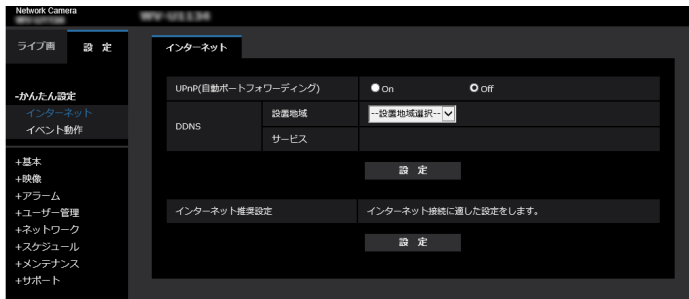 Network Camera
WV-U1134
ライブ画 設 定
インターネット
-かんたん設定
インターネット
イベント動作
+基本
+映像
+アラーム
+ユーザー管理
+ネットワーク
+スケジュール
+メンテナンス
+サポート
UPnP(自動ポートフォワーディング) On Off
DDNS
設置地域 --設置地域選択--
サービス
設 定
インターネット推奨設定 インターネット接続に適した設定をします。
設 定